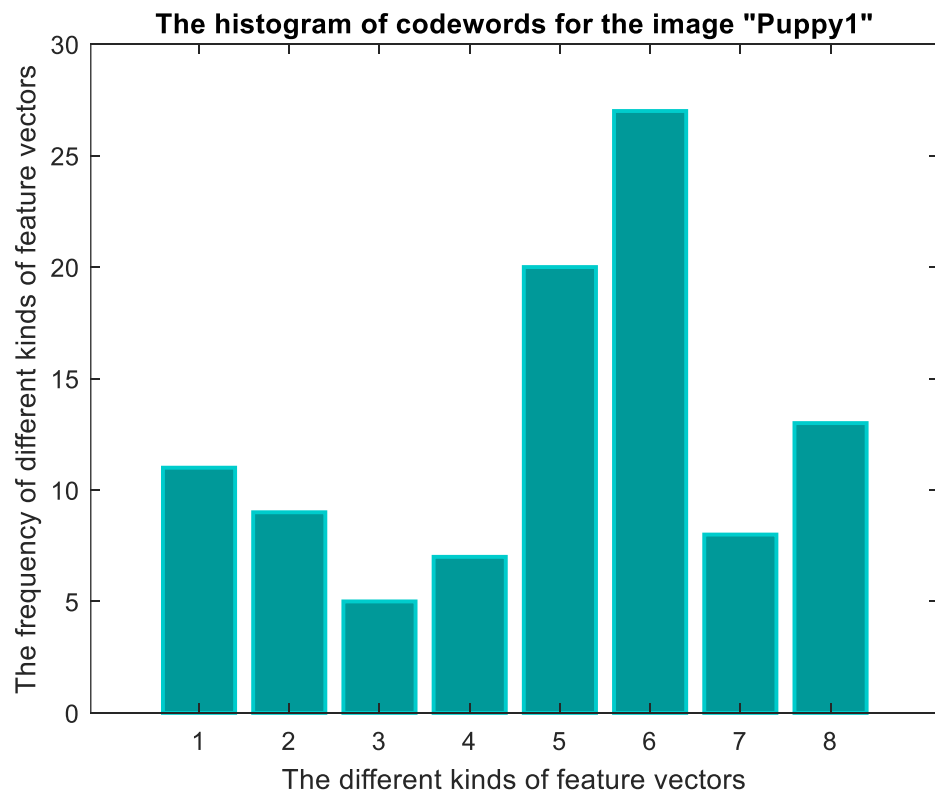 The histogram of codewords for the image "Puppy1"
The frequency of different kinds of feature vectors
30
25
20
15
10
5
0
1 2 3 4 5 6 7 8
The different kinds of feature vectors